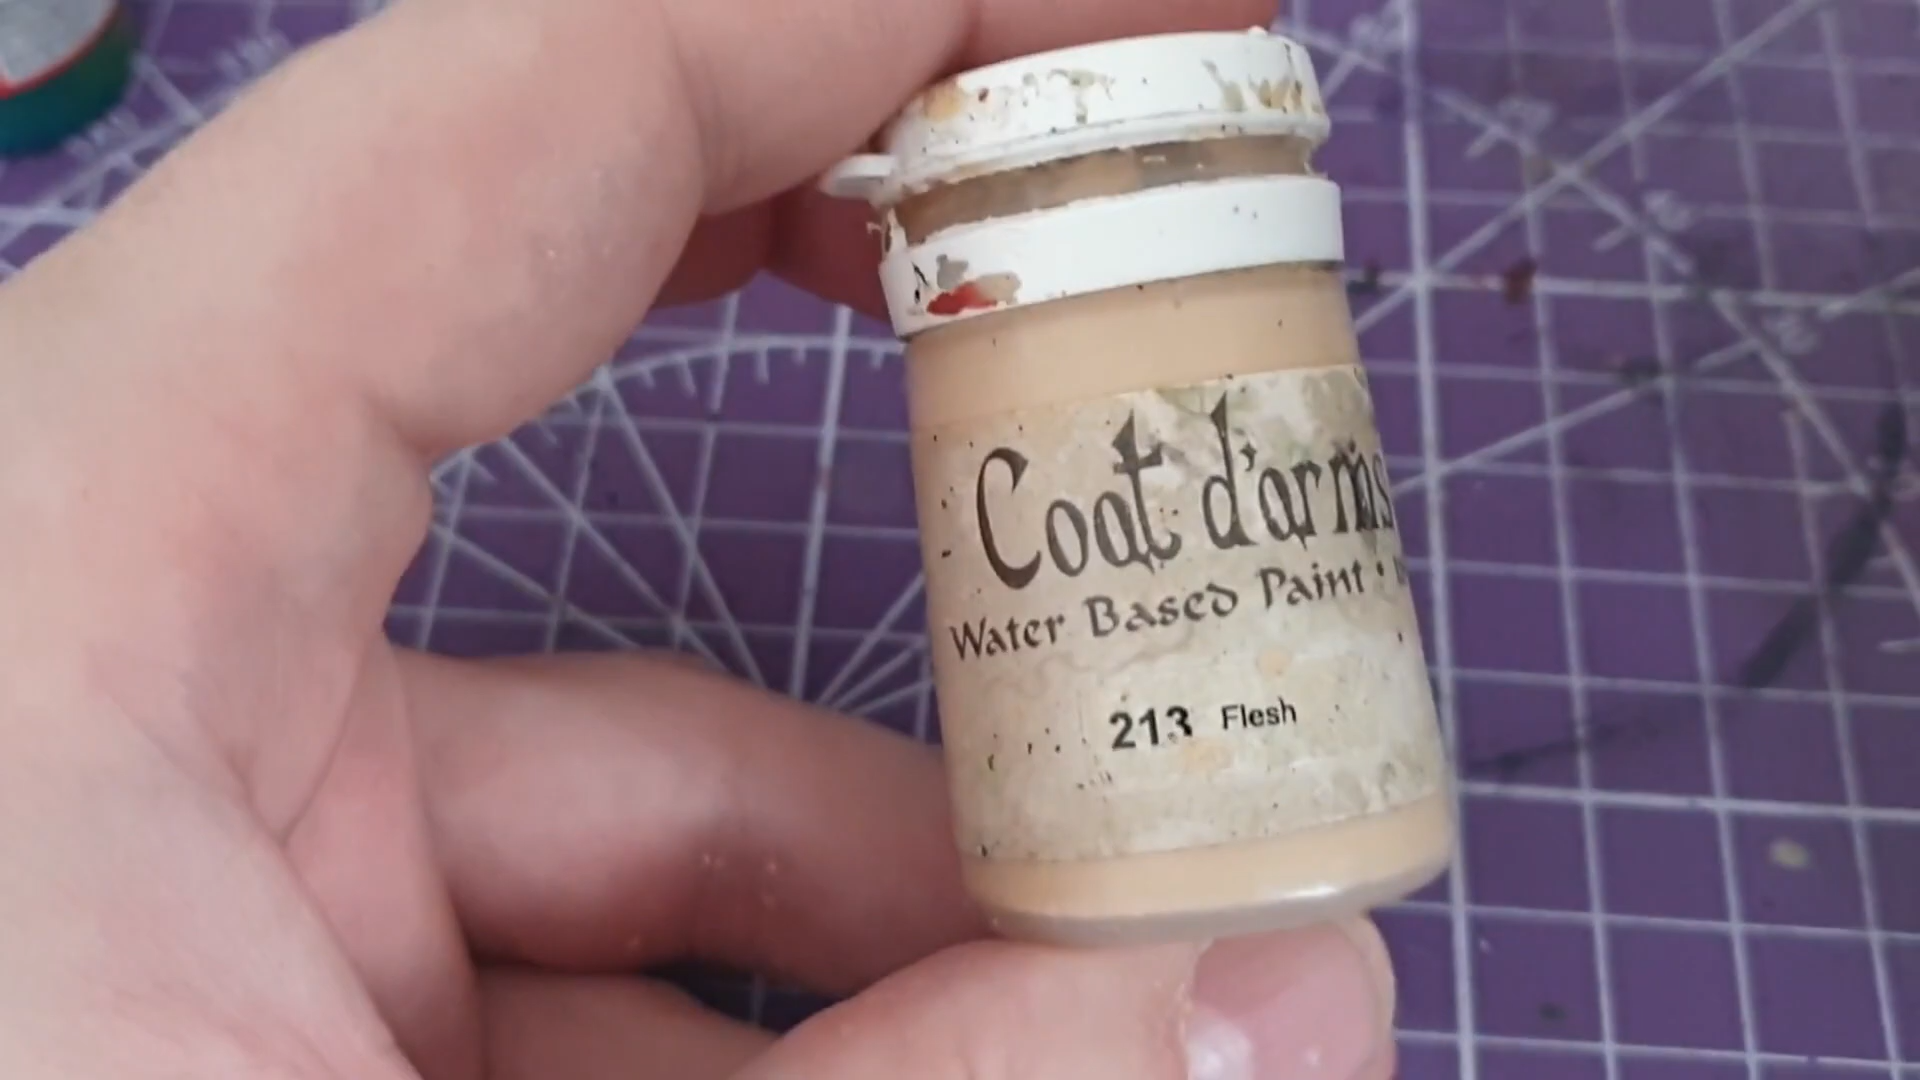 Coat d'arms
Water Based Paint •
213 Flesh